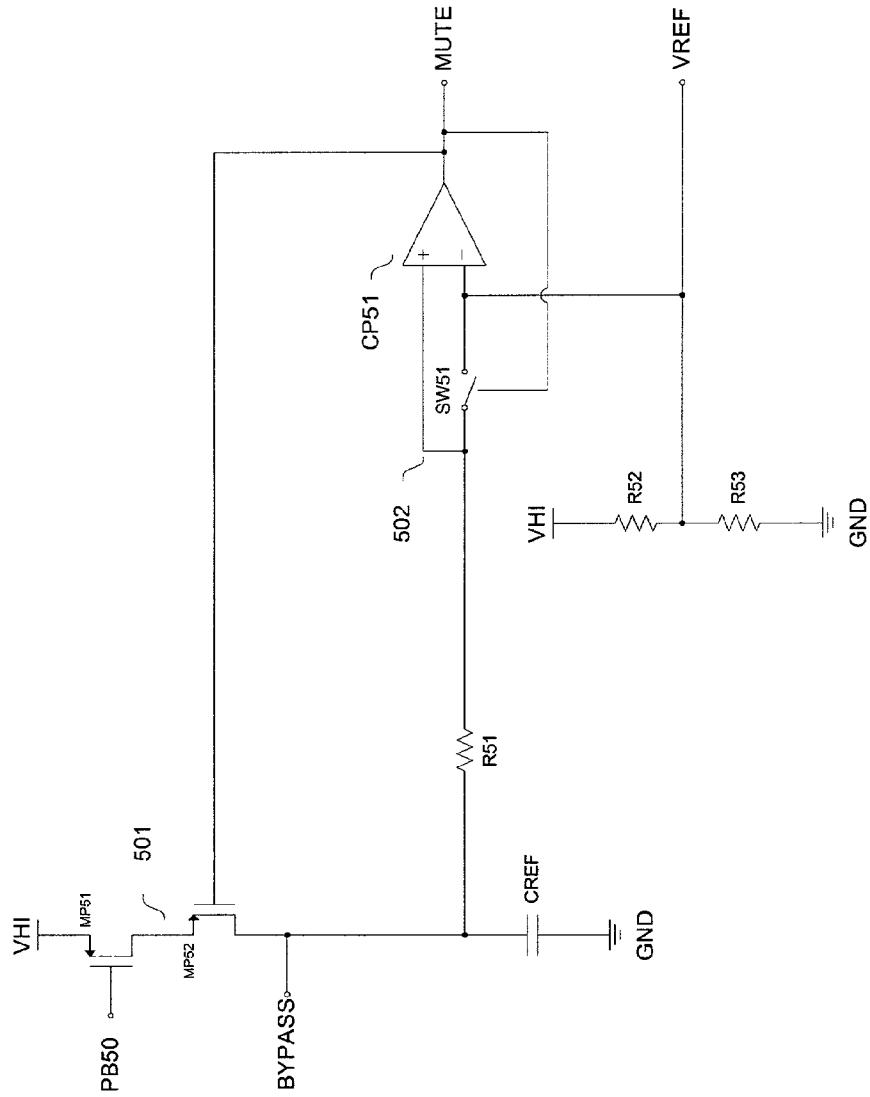 VHI
MP51
501
PB50
MP52
BYPASS
CREF
GND
R51
502
SW51
CP51
+
−
MUTE
VREF
VHI
R52
R53
GND